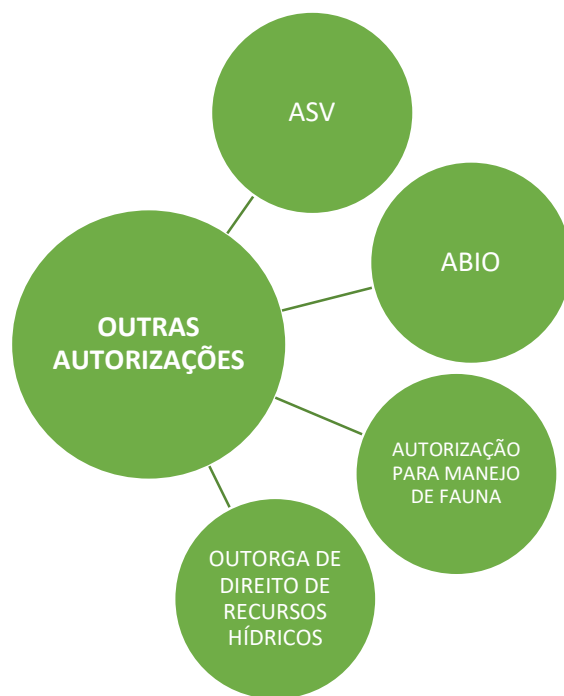 ASV
ABIO
OUTRAS
AUTORIZAÇÕES
AUTORIZAÇÃO
PARA MANEJO
DE FAUNA
OUTORGA DE
DIREITO DE
RECURSOS
HÍDRICOS